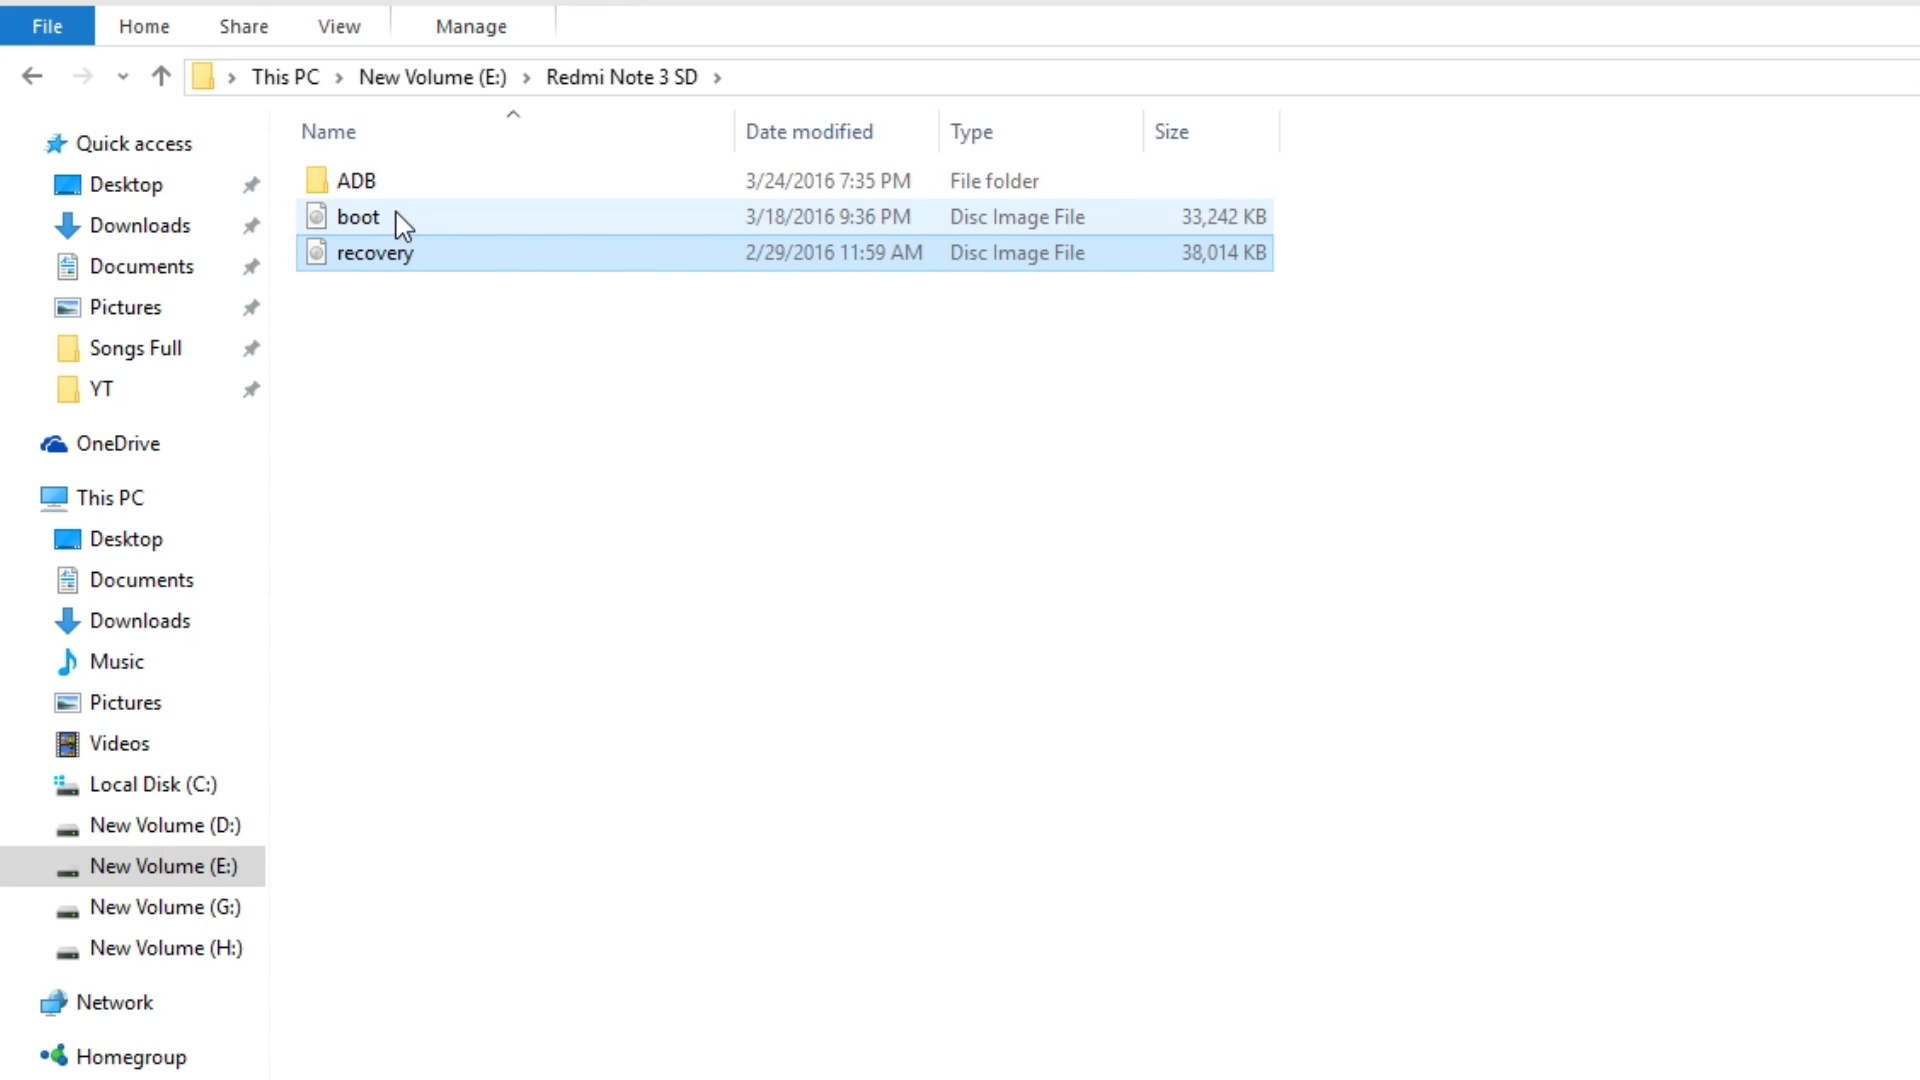 File Home Share View Manage
This PC New Volume (E:) Redmi Note 3 SD
Name Date modified Type Size
ADB 3/24/2016 7:35 PM File folder
boot 3/18/2016 9:36 PM Disc Image File 33,242 KB
recovery 2/29/2016 11:59 AM Disc Image File 38,014 KB
Quick access
Desktop
Downloads
Documents
Pictures
Songs Full
YT
OneDrive
This PC
Desktop
Documents
Downloads
Music
Pictures
Videos
Local Disk (C:)
New Volume (D:)
New Volume (E:)
New Volume (G:)
New Volume (H:)
Network
Homegroup